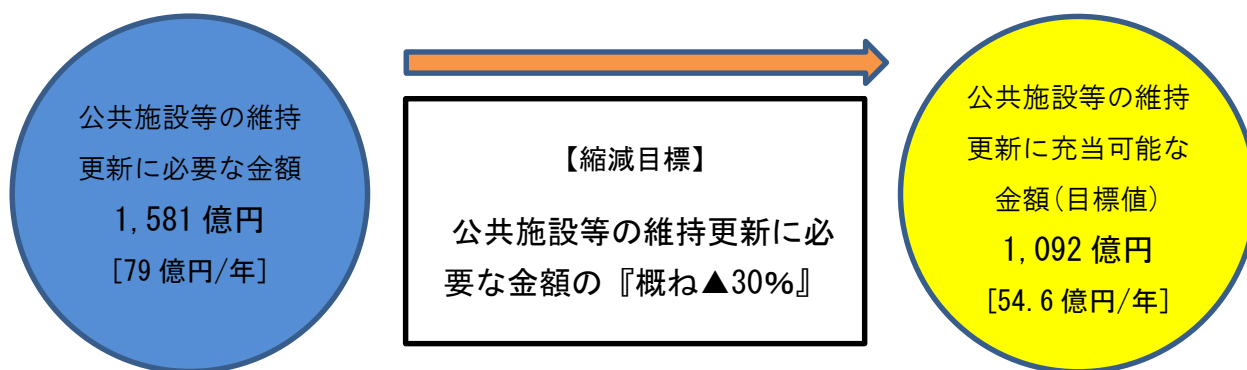 公共施設等の維持
更新に必要な金額
1,581 億円
[79 億円/年]
【縮減目標】
公共施設等の維持更新に必
要な金額の『概ね▲30%』
公共施設等の維持
更新に充当可能な
金額(目標値)
1,092 億円
[54.6 億円/年]